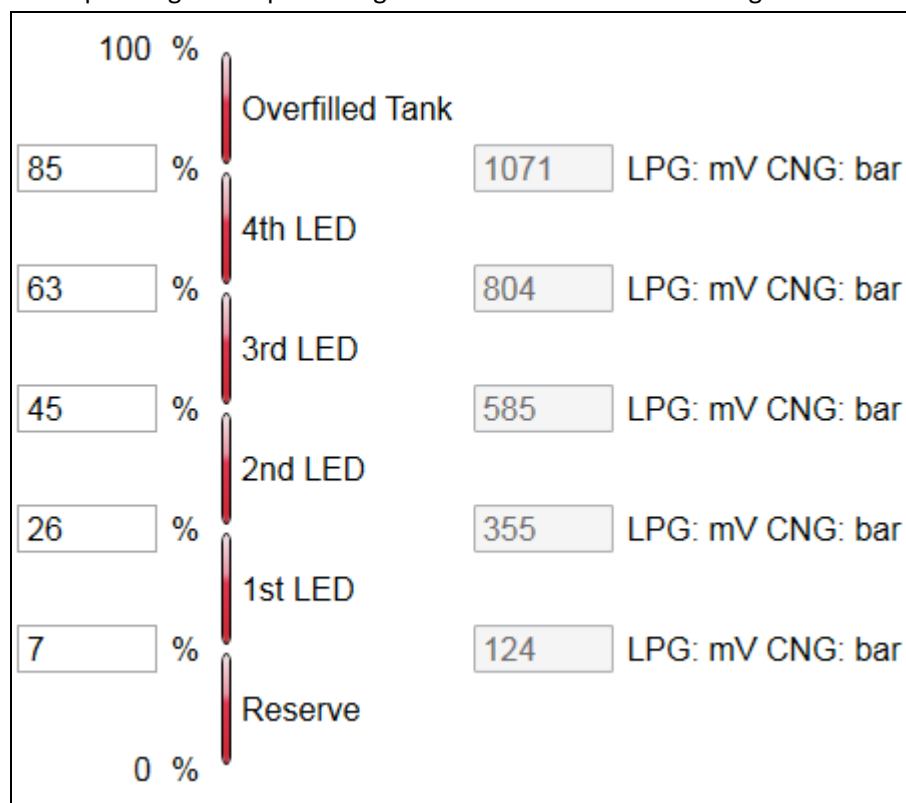 100 %
Overfilled Tank
85 % 1071 LPG: mV CNG: bar
4th LED
63 % 804 LPG: mV CNG: bar
3rd LED
45 % 585 LPG: mV CNG: bar
2nd LED
26 % 355 LPG: mV CNG: bar
1st LED
7 % 124 LPG: mV CNG: bar
Reserve
0 %